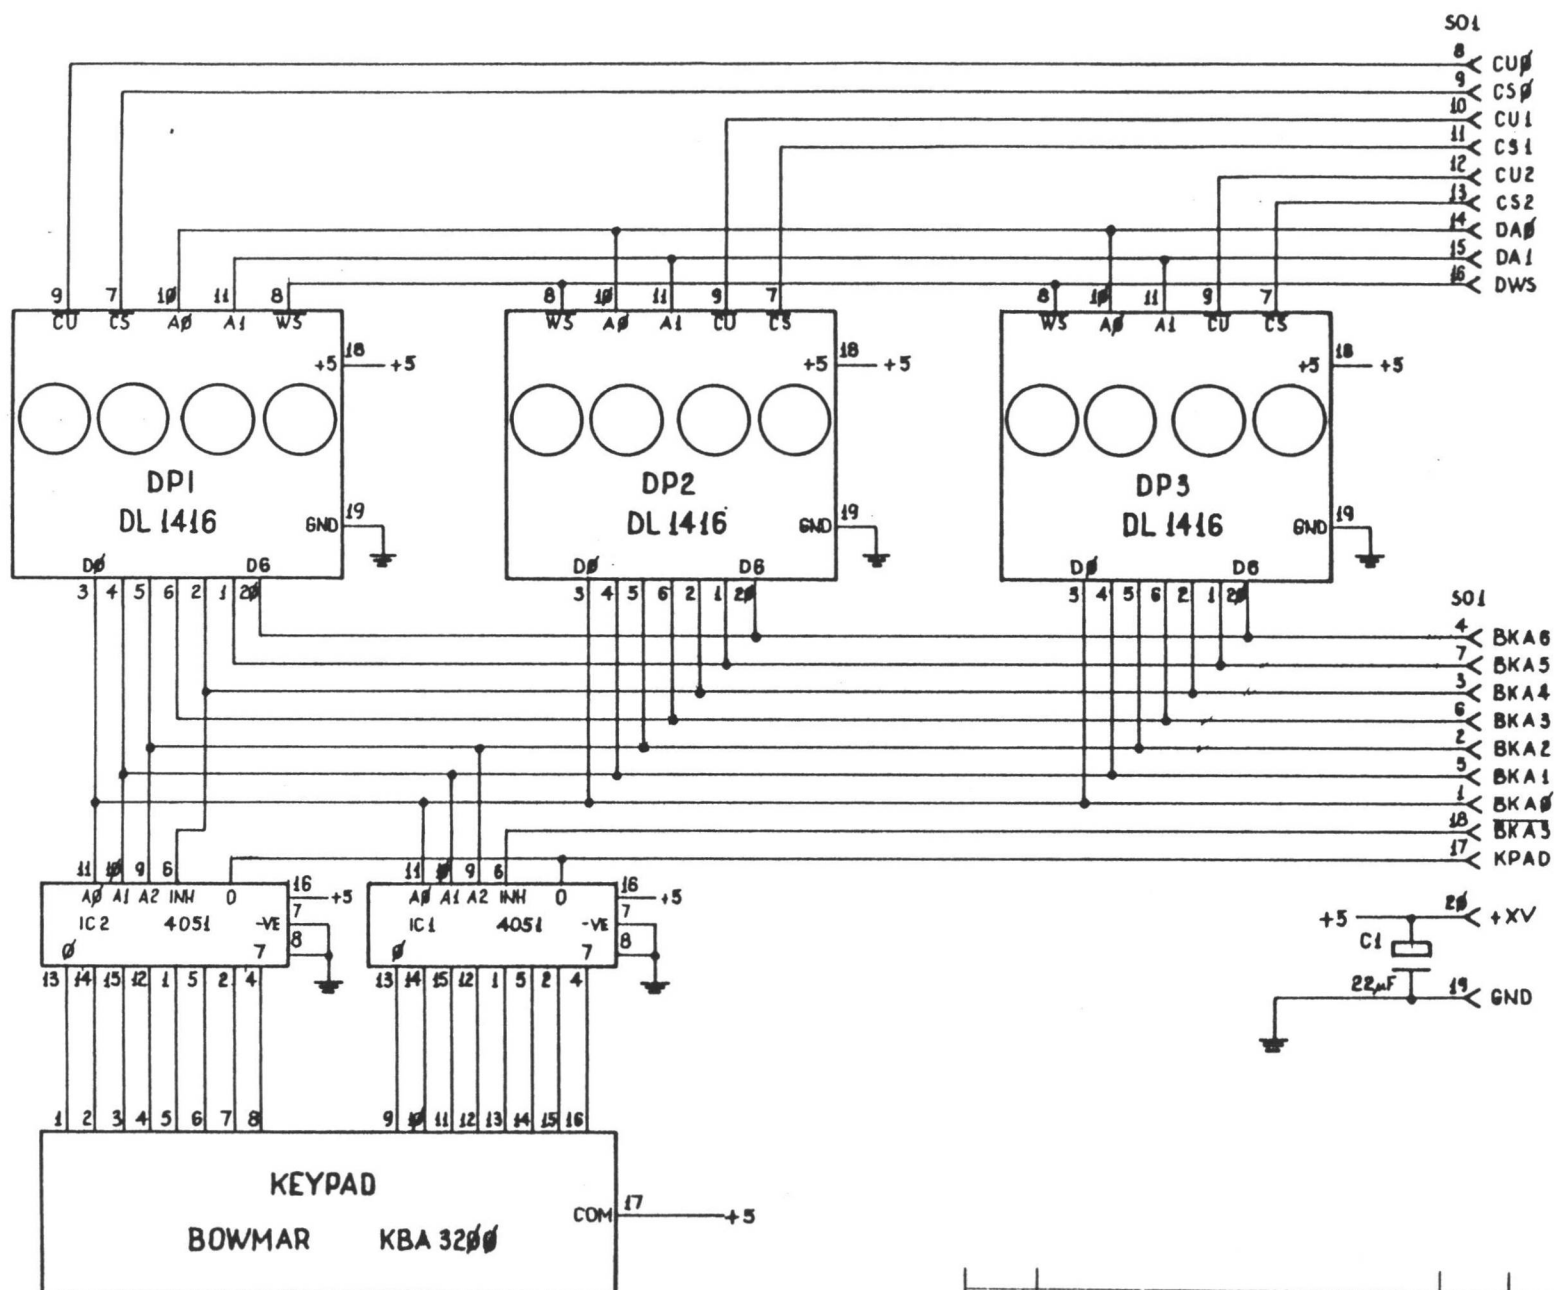 SO1
8 CUØ
9 CSØ
10 CU1
11 CS1
12 CU2
13 CS2
14 DAØ
15 DA1
16 DWS
9 7 1Ø 11 8
CU CS AØ A1 WS
8 1Ø 11 9 7
WS AØ A1 CU CS
8 1Ø 11 9 7
WS AØ A1 CU CS
+5 18 +5
+5 18 +5
+5 18 +5
DP1
DL 1416
DP2
DL 1416
DP3
DL 1416
GND 19
GND 19
GND 19
DØ D6
DØ D6
DØ D6
3 4 5 6 2 1 2Ø
3 4 5 6 2 1 2Ø
3 4 5 6 2 1 2Ø
SO1
4 BKA6
7 BKA5
3 BKA4
6 BKA3
2 BKA2
5 BKA1
1 BKAØ
18 BKA3
17 KPAD
11 1Ø 9 6
AØ A1 A2 INH O
16 +5
IC2 4051 -VE 7
Ø 7 8
11 1Ø 9 6
AØ A1 A2 INH O
16 +5
IC1 4051 -VE 7
Ø 7 8
13 14 15 12 1 5 2 4
13 14 15 12 1 5 2 4
+5 2Ø +XV
C1
22µF 19 GND
1 2 3 4 5 6 7 8
9 1Ø 11 12 13 14 15 16
KEYPAD
BOWMAR KBA 32ØØ
COM 17 +5